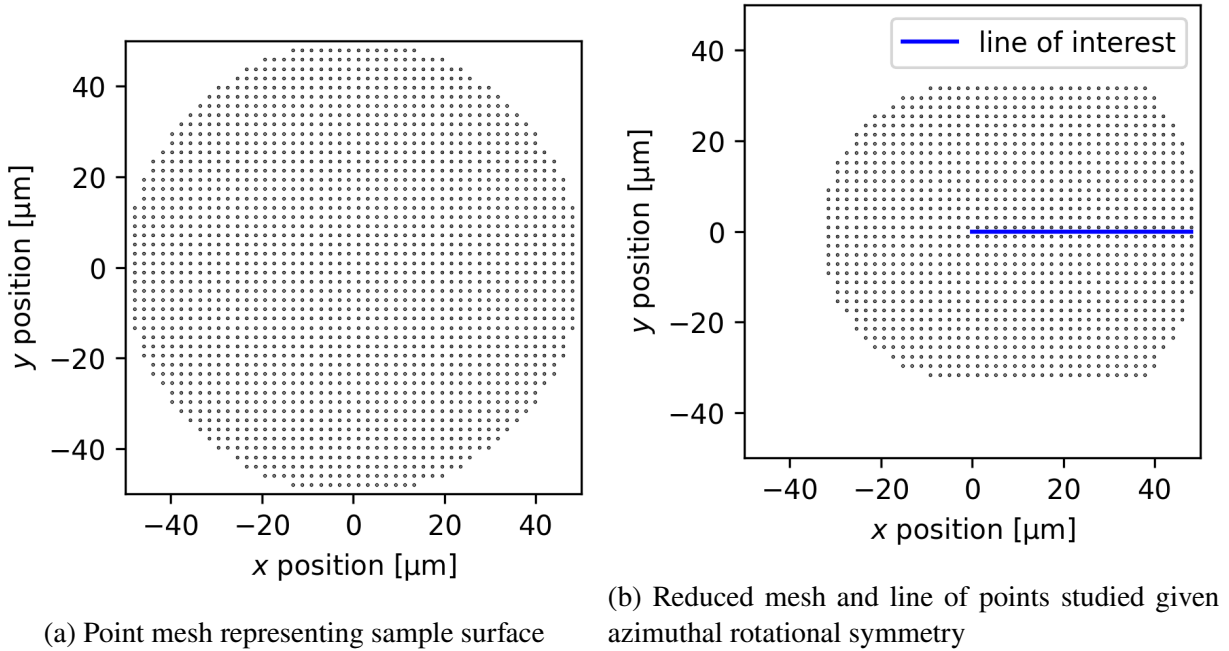 40
20
0
−20
−40
y position [µm]
−40 −20 0 20 40
x position [µm]
(a) Point mesh representing sample surface
line of interest
40
20
0
−20
−40
y position [µm]
−40 −20 0 20 40
x position [µm]
(b) Reduced mesh and line of points studied given
azimuthal rotational symmetry